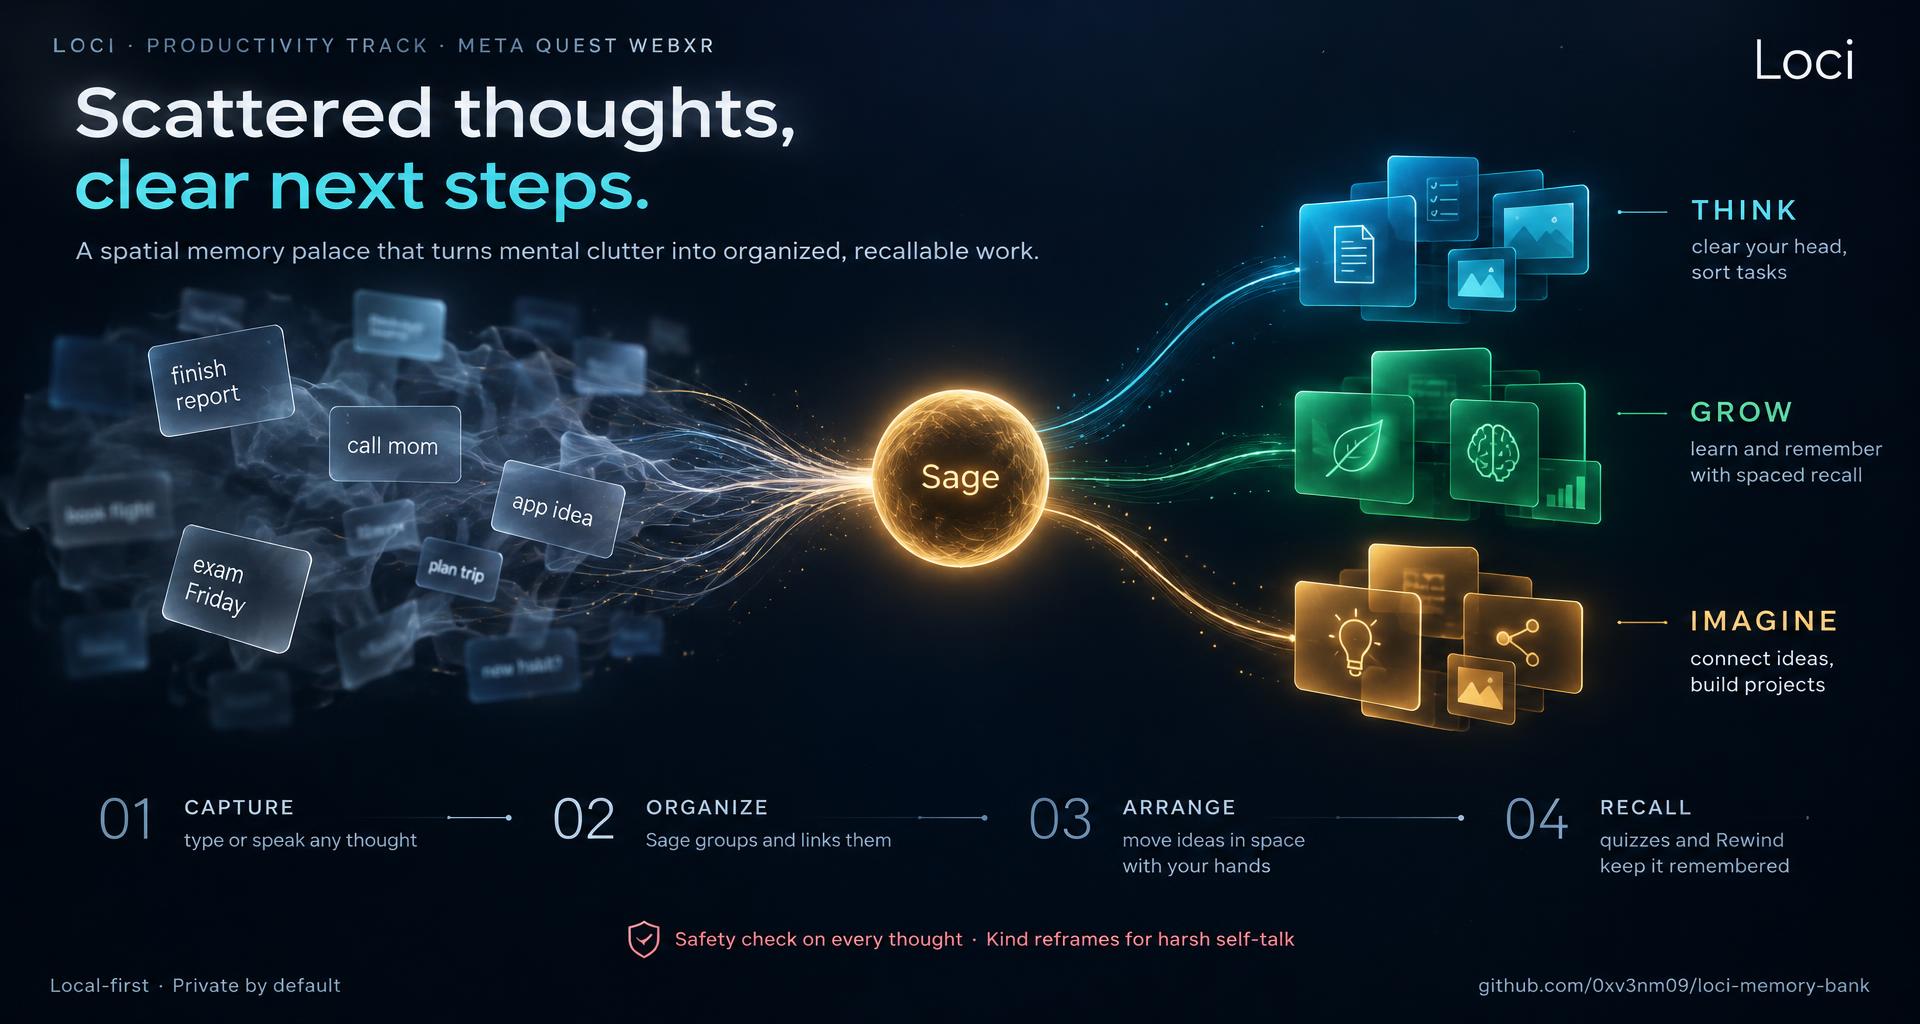 LOCI · PRODUCTIVITY TRACK · META QUEST WEBXR
Loci
Scattered thoughts,
clear next steps.
A spatial memory palace that turns mental clutter into organized, recallable work.
finish
report
call mom
app idea
book flight
exam
Friday
plan trip
new habit?
Sage
THINK
clear your head,
sort tasks
GROW
learn and remember
with spaced recall
IMAGINE
connect ideas,
build projects
01 CAPTURE
type or speak any thought
02 ORGANIZE
Sage groups and links them
03 ARRANGE
move ideas in space
with your hands
04 RECALL
quizzes and Rewind
keep it remembered
Safety check on every thought · Kind reframes for harsh self-talk
Local-first · Private by default
github.com/0xv3nm09/loci-memory-bank